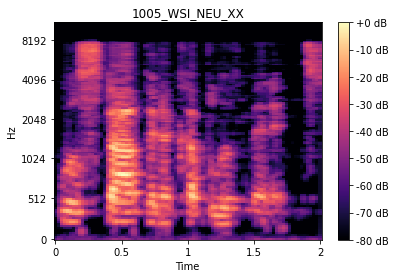 1005_WSI_NEU_XX
+0 dB
8192
-10 dB
4096
-20 dB
-30 dB
2048
-40 dB
Hz
1024
-50 dB
512
-60 dB
-70 dB
0
-80 dB
0 0.5 1 1.5 2
Time